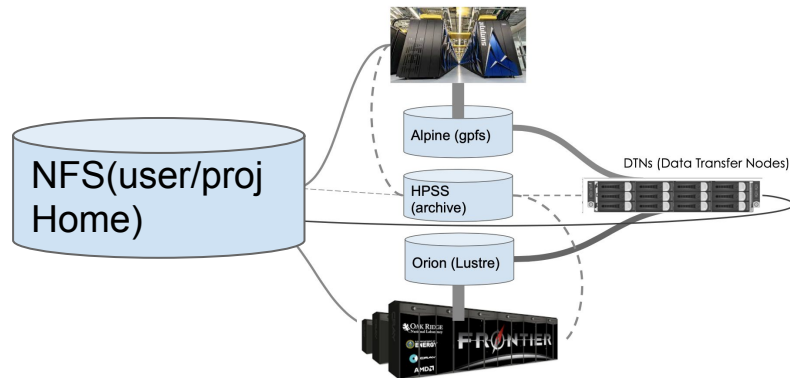 summit
Alpine (gpfs)
DTNs (Data Transfer Nodes)
NFS(user/proj
Home)
HPSS
(archive)
Orion (Lustre)
OAK RIDGE
National Laboratory
ENERGY
FRONTIER
AMD